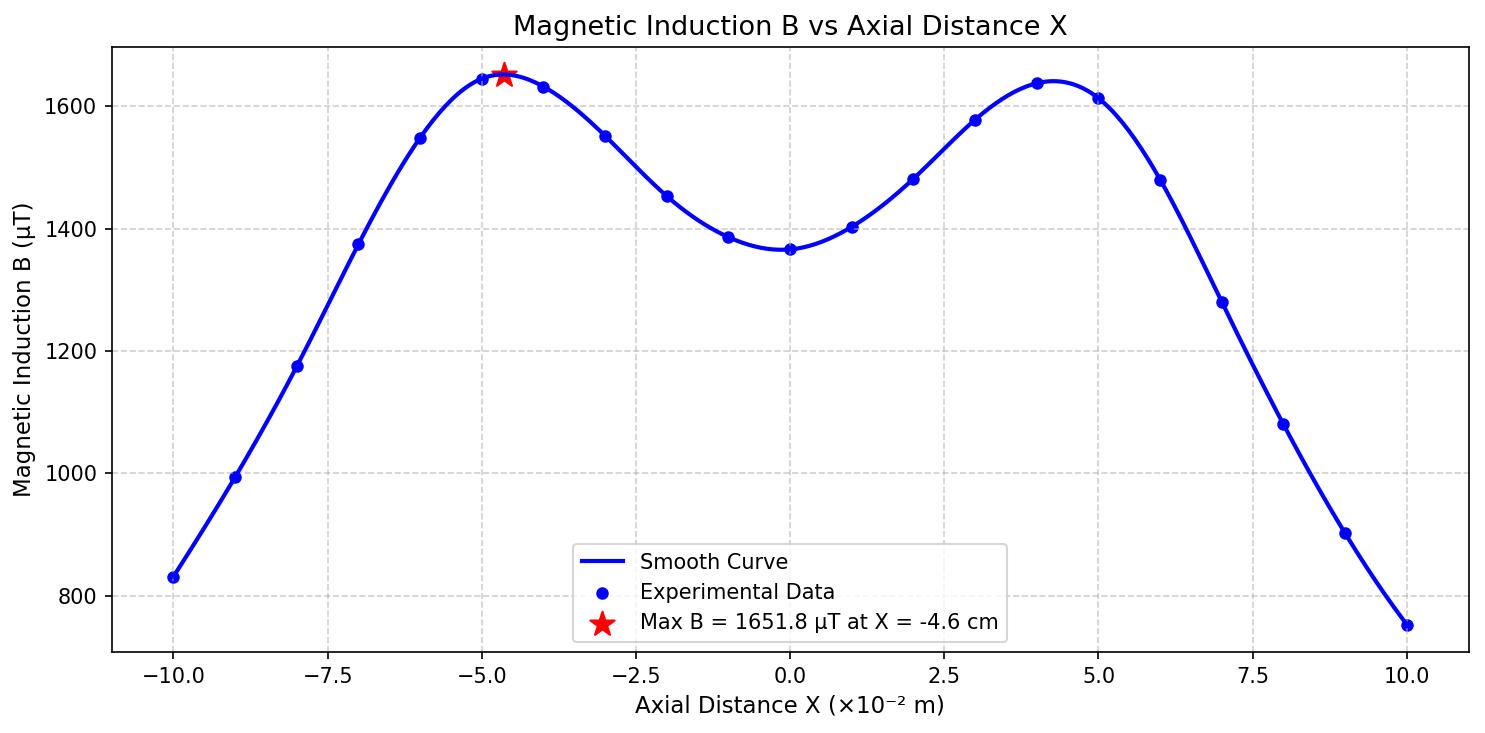 Magnetic Induction B vs Axial Distance X
Magnetic Induction B (μT)
1600
1400
1200
1000
800
Smooth Curve
Experimental Data
Max B = 1651.8 μT at X = -4.6 cm
−10.0 −7.5 −5.0 −2.5 0.0 2.5 5.0 7.5 10.0
Axial Distance X (×10⁻² m)